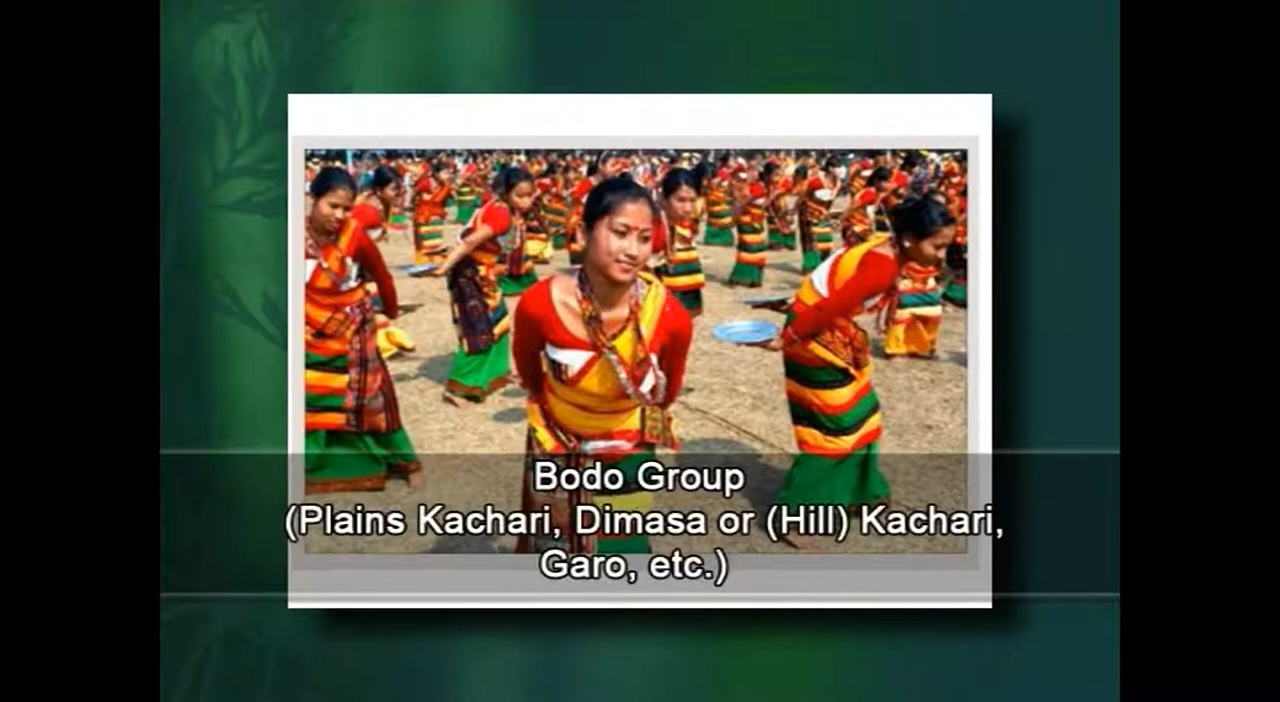 Bodo Group
(Plains Kachari, Dimasa or (Hill) Kachari,
Garo, etc.)